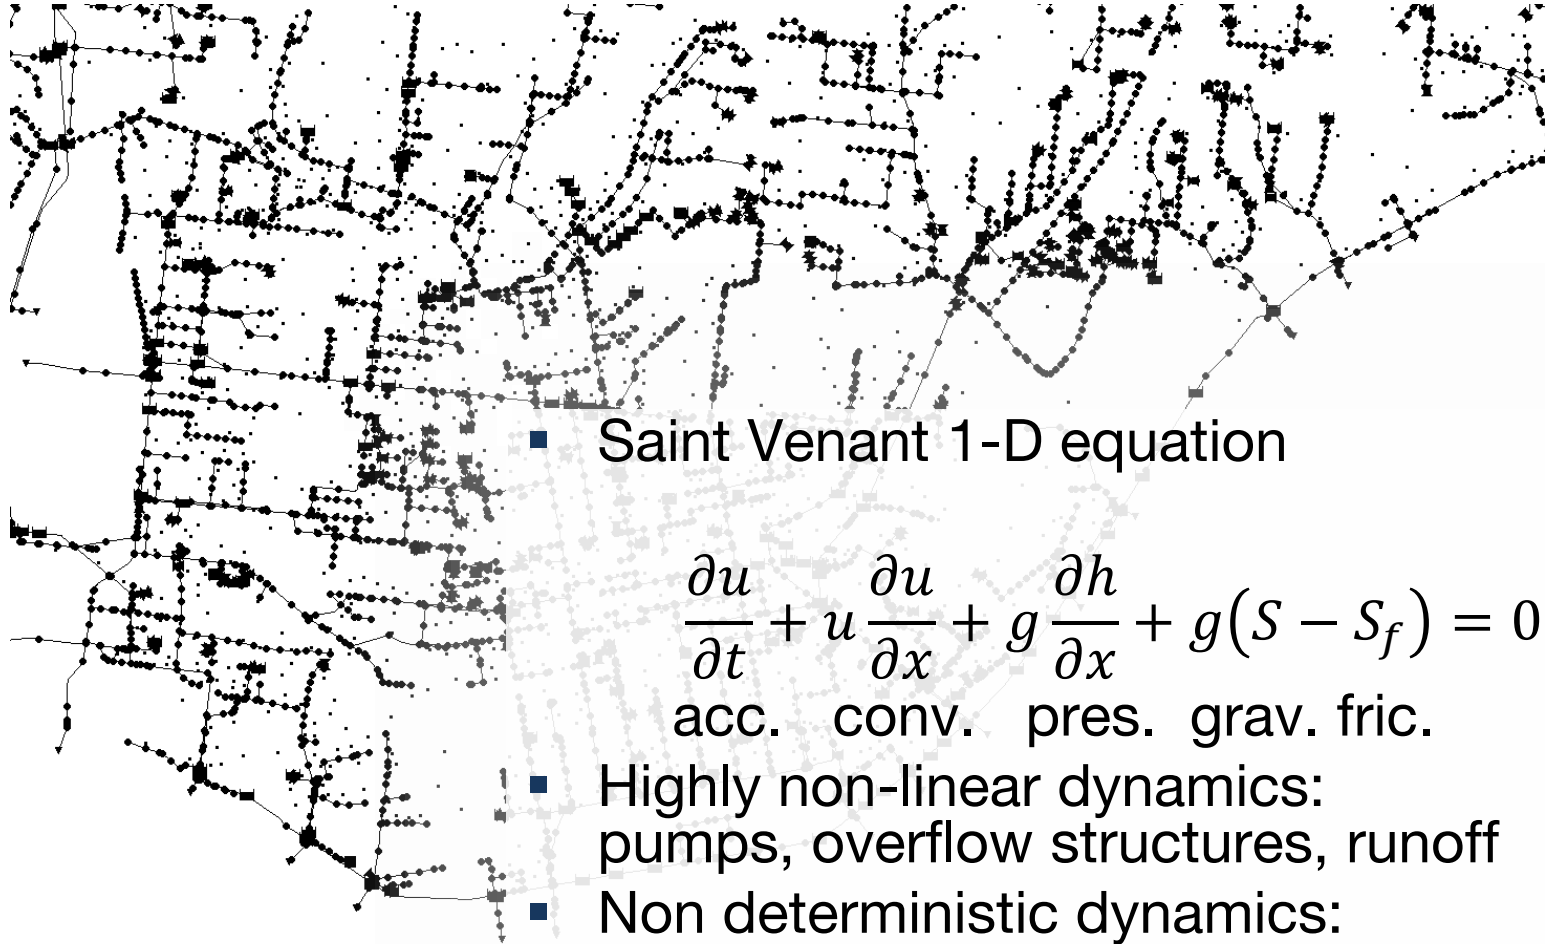 ▪ Saint Venant 1-D equation
∂u/∂t + u ∂u/∂x + g ∂h/∂x + g(S − S_f) = 0
acc. conv. pres. grav. fric.
▪ Highly non-linear dynamics:
pumps, overflow structures, runoff
▪ Non deterministic dynamics: